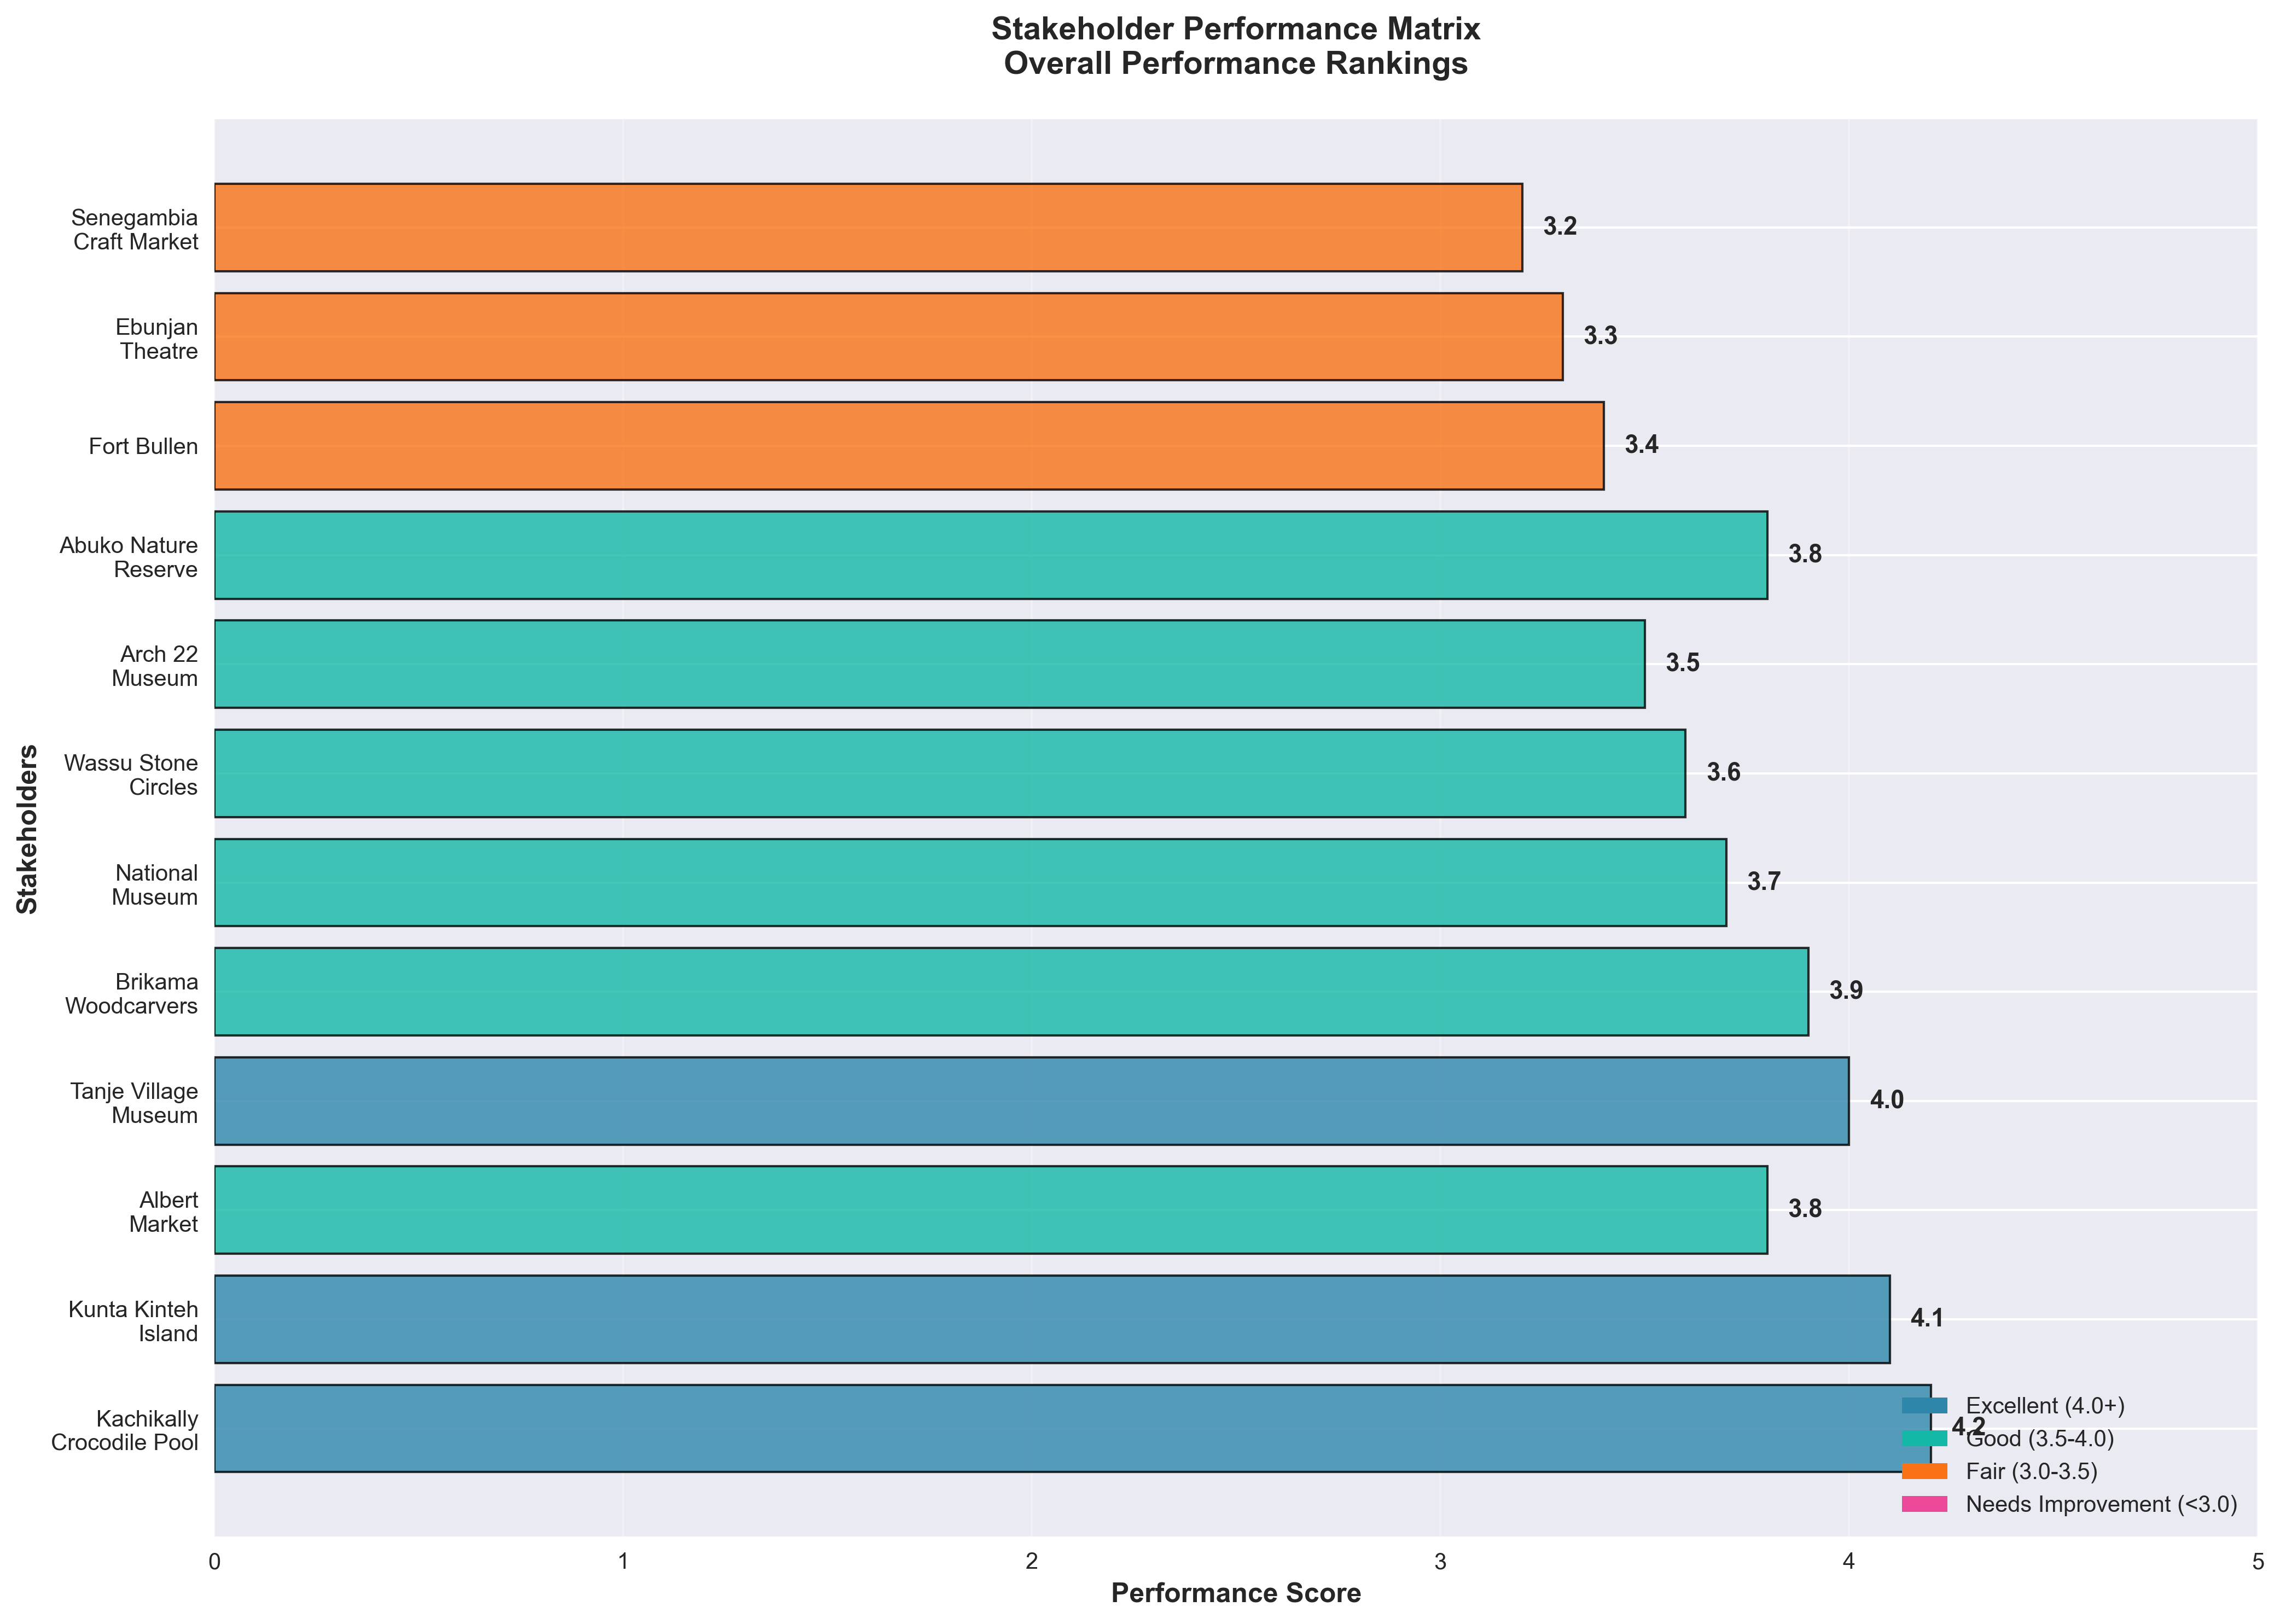 Stakeholder Performance Matrix
Overall Performance Rankings
Stakeholders
Senegambia
Craft Market
3.2
Ebunjan
Theatre
3.3
Fort Bullen
3.4
Abuko Nature
Reserve
3.8
Arch 22
Museum
3.5
Wassu Stone
Circles
3.6
National
Museum
3.7
Brikama
Woodcarvers
3.9
Tanje Village
Museum
4.0
Albert
Market
3.8
Kunta Kinteh
Island
4.1
Kachikally
Crocodile Pool
4.2
Excellent (4.0+)
Good (3.5-4.0)
Fair (3.0-3.5)
Needs Improvement (<3.0)
0 1 2 3 4 5
Performance Score